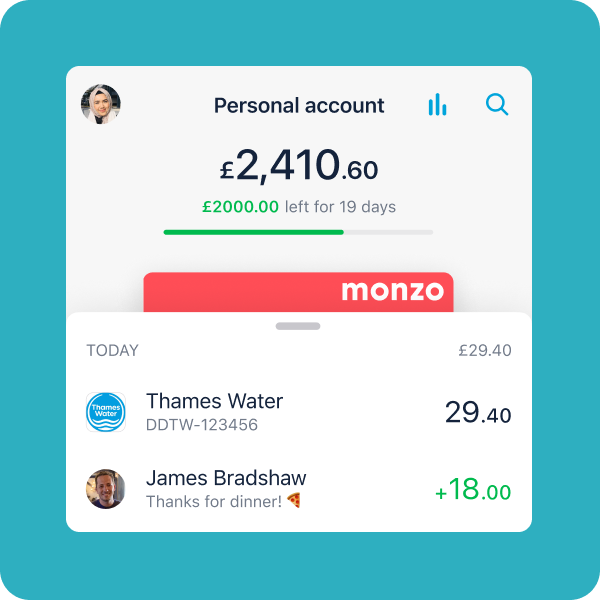 Personal account
£2,410.60
£2000.00 left for 19 days
monzo
TODAY £29.40
Thames Water
Thames Water 29.40
DDTW-123456
James Bradshaw +18.00
Thanks for dinner! 🍕